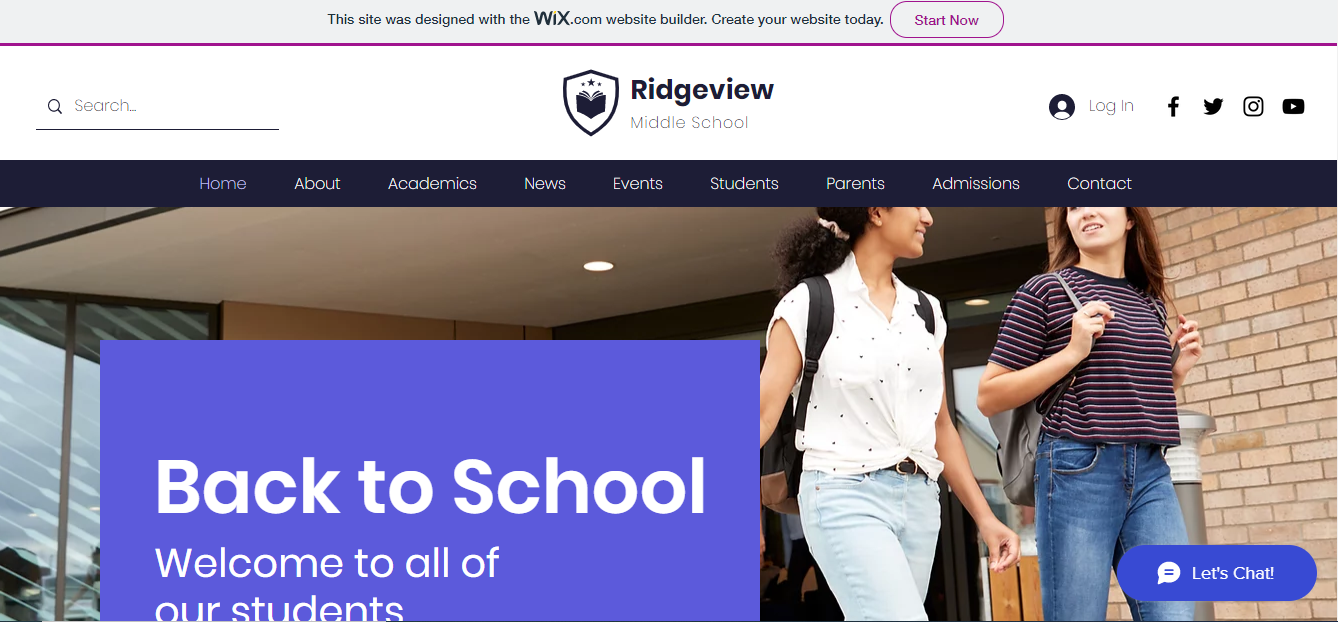 This site was designed with the WiX.com website builder. Create your website today. Start Now
Search...
Ridgeview
Middle School
Log In
Home About Academics News Events Students Parents Admissions Contact
Back to School
Welcome to all of
our students
Let's Chat!